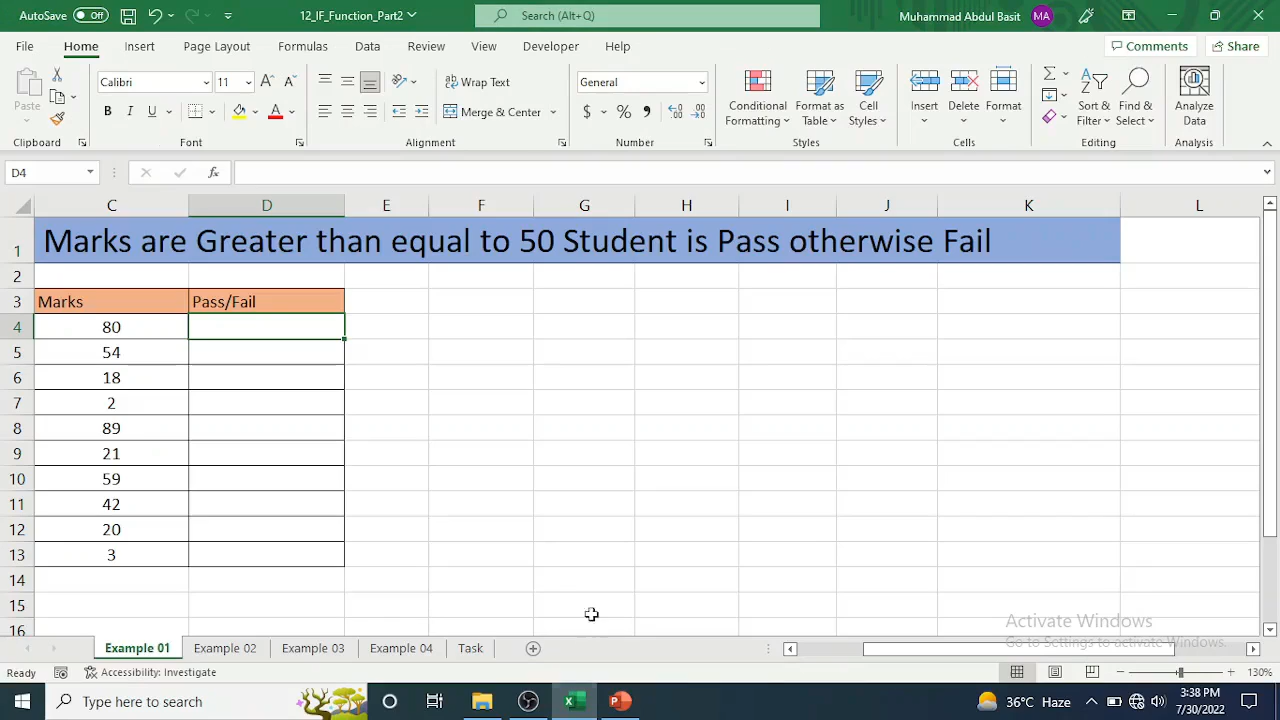 AutoSave Off 12_IF_Function_Part2 Search (Alt+Q) Muhammad Abdul Basit MA
File Home Insert Page Layout Formulas Data Review View Developer Help Comments Share
Paste Calibri 11 Wrap Text General Conditional Formatting Format as Table Cell Styles Insert Delete Format Sort & Filter Find & Select Analyze Data
B I U A Merge & Center $ %
Clipboard Font Alignment Number Styles Cells Editing Analysis
D4 fx
C D E F G H I J K L
1 Marks are Greater than equal to 50 Student is Pass otherwise Fail
2
3 Marks Pass/Fail
4 80
5 54
6 18
7 2
8 89
9 21
10 59
11 42
12 20
13 3
14
15
16
Activate Windows
Go to Settings to activate Windows.
Example 01 Example 02 Example 03 Example 04 Task
Ready Accessibility: Investigate 130%
Type here to search 36°C Haze 3:38 PM
7/30/2022